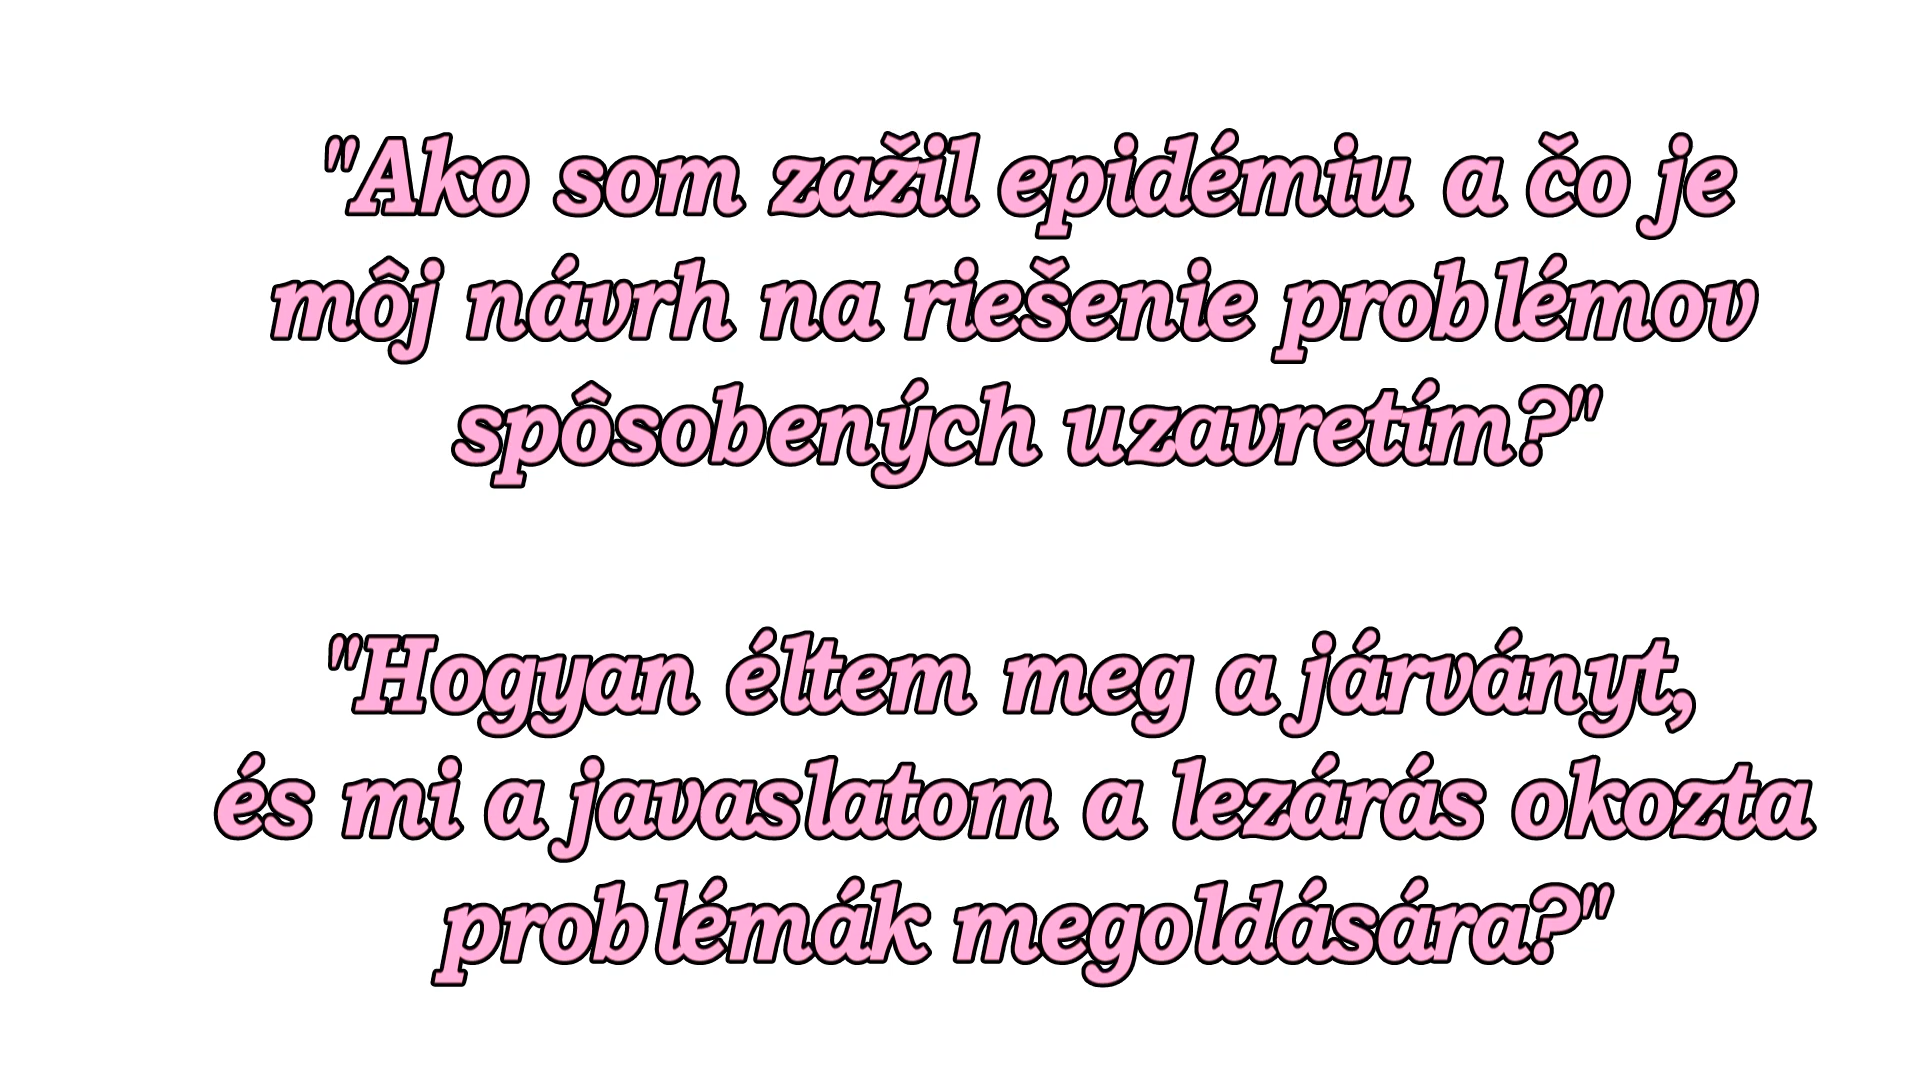 "Ako som zažil epidémiu a čo je
môj návrh na riešenie problémov
spôsobených uzavretím?"
"Hogyan éltem meg a járványt,
és mi a javaslatom a lezárás okozta
problémák megoldására?"